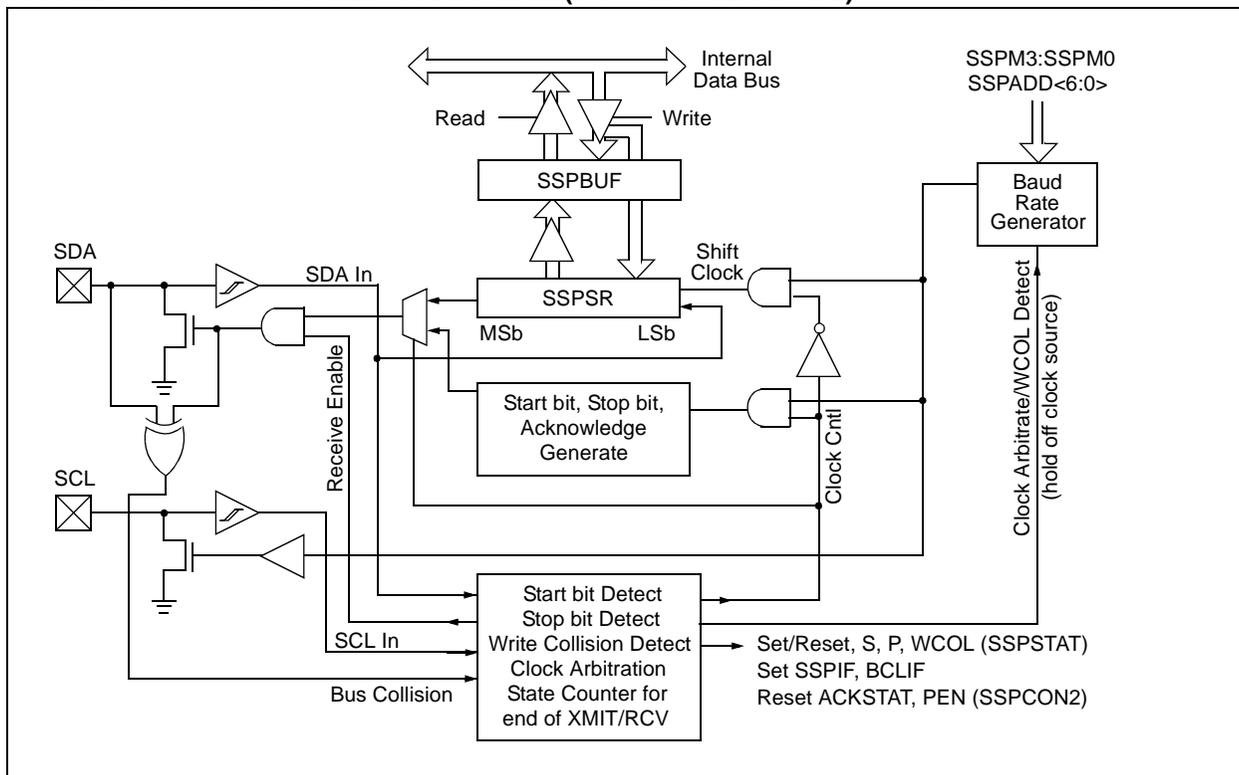 Internal
Data Bus
SSPM3:SSPM0
SSPADD<6:0>
Read
Write
SSPBUF
Baud
Rate
Generator
SDA
SDA In
Shift
Clock
SSPSR
MSb
LSb
Start bit, Stop bit,
Acknowledge
Generate
Receive Enable
Clock Cntl
Clock Arbitrate/WCOL Detect
(hold off clock source)
SCL
SCL In
Bus Collision
Start bit Detect
Stop bit Detect
Write Collision Detect
Clock Arbitration
State Counter for
end of XMIT/RCV
Set/Reset, S, P, WCOL (SSPSTAT)
Set SSPIF, BCLIF
Reset ACKSTAT, PEN (SSPCON2)